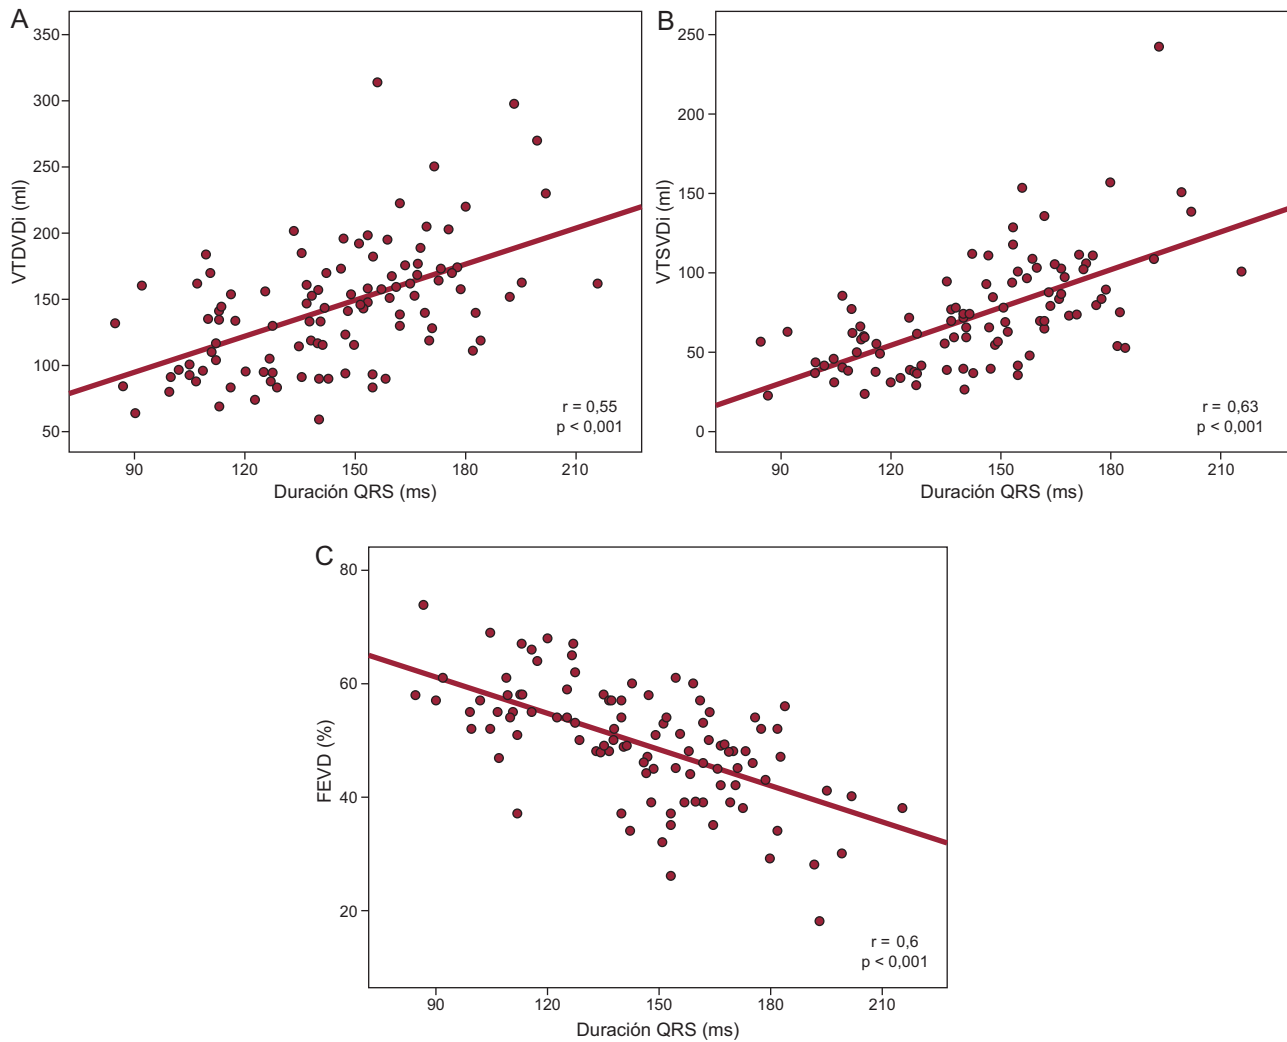 A
350
300
250
200
150
100
50
VTDVDi (ml)
r = 0,55
p < 0,001
90 120 150 180 210
Duración QRS (ms)
B
250
200
150
100
50
0
VTSVDi (ml)
r = 0,63
p < 0,001
90 120 150 180 210
Duración QRS (ms)
C
80
60
40
20
FEVD (%)
r = 0,6
p < 0,001
90 120 150 180 210
Duración QRS (ms)